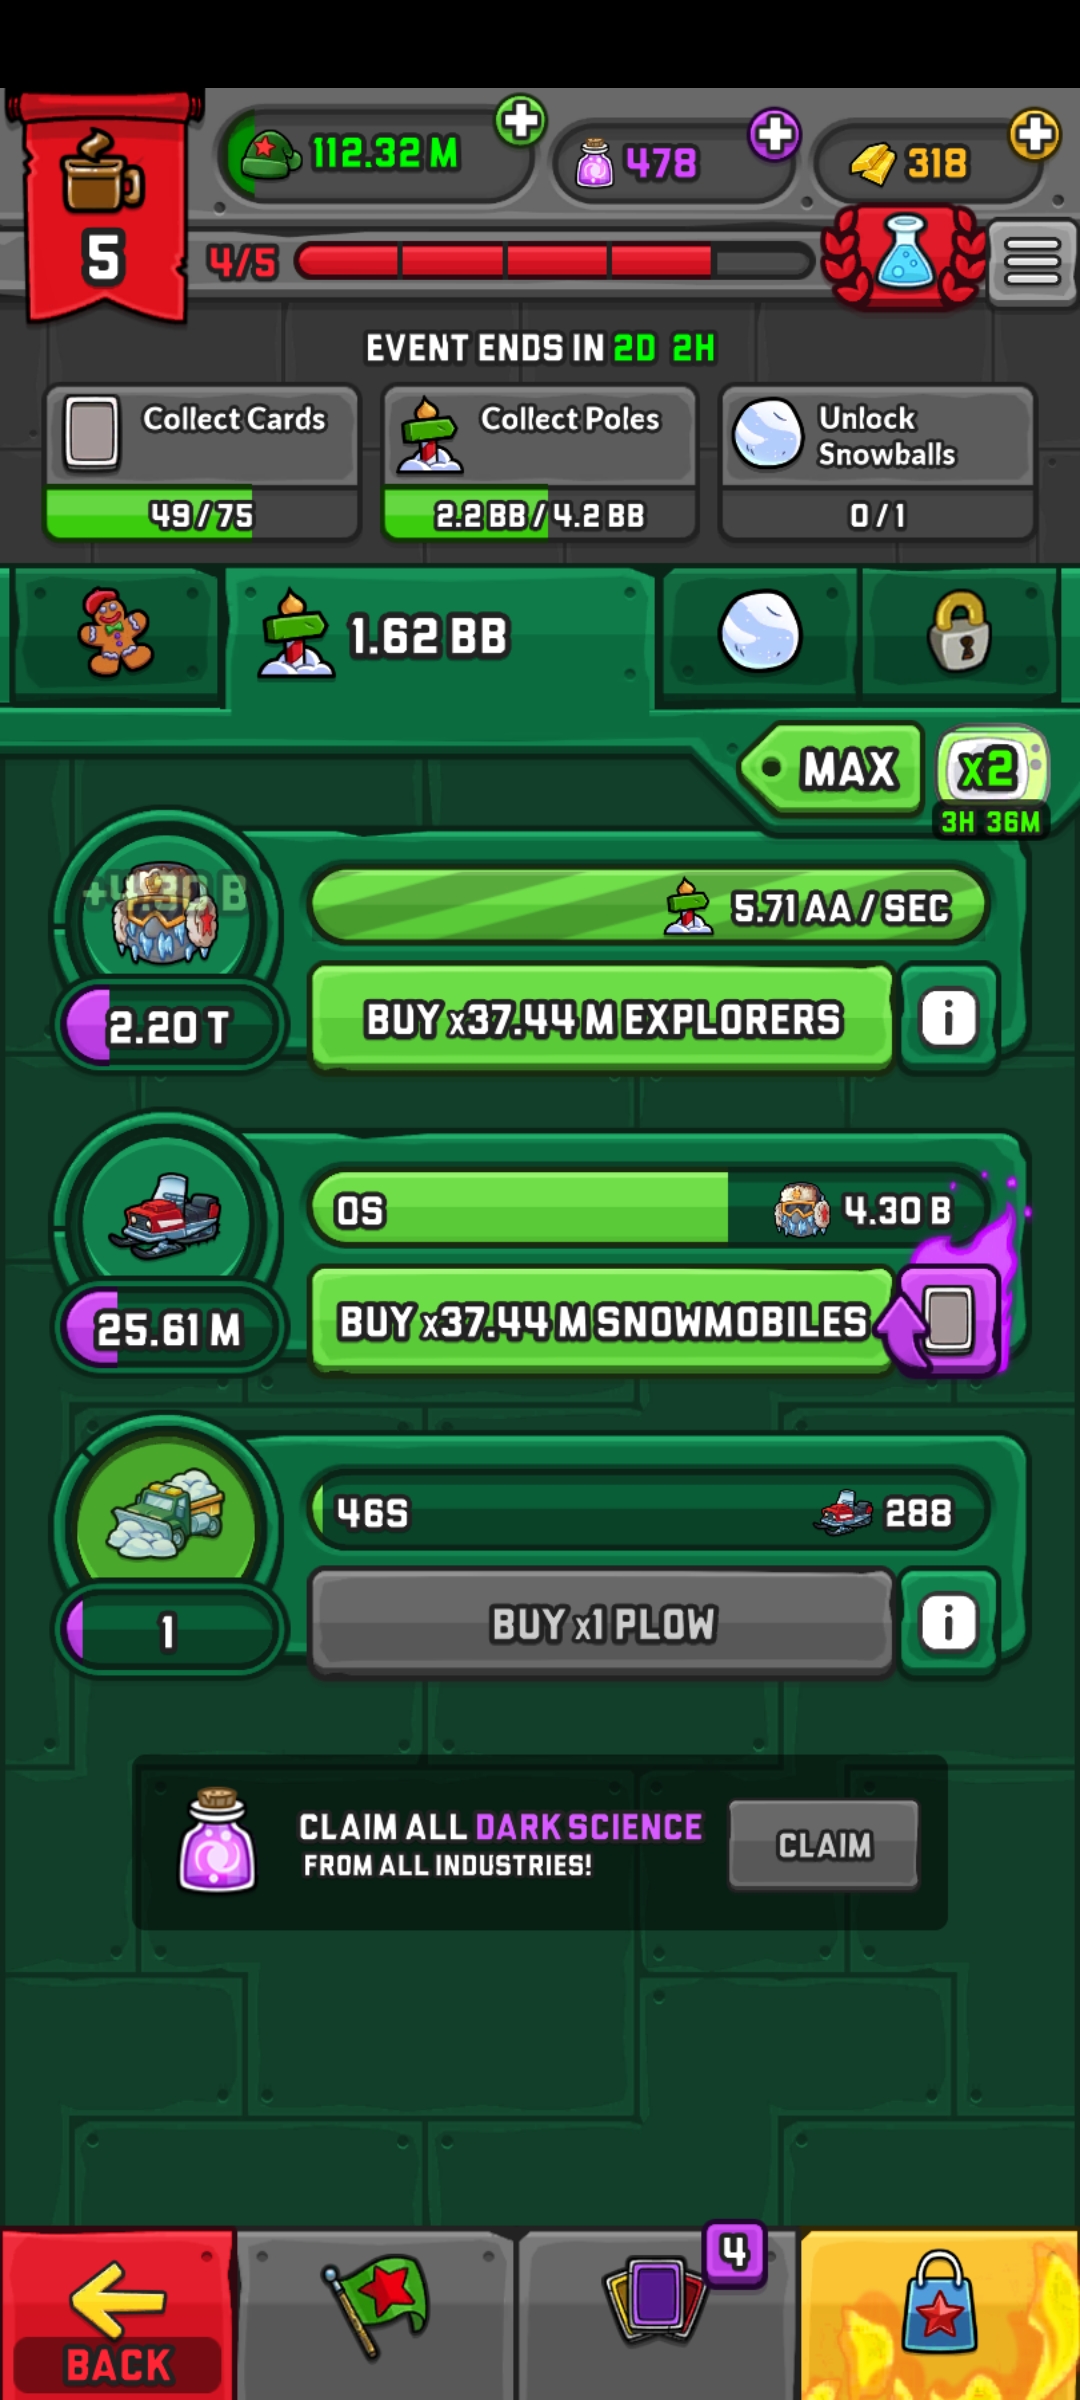 112.32 M
478
318
5
4/5
EVENT ENDS IN 2D 2H
Collect Cards
49/75
Collect Poles
2.2 BB/4.2 BB
Unlock
Snowballs
0/1
1.62 BB
MAX
x2
3H 36M
+4.30 B
5.71 AA/SEC
2.20 T
BUY x37.44 M EXPLORERS
i
0S
4.30 B
25.61 M
BUY x37.44 M SNOWMOBILES
46S
288
1
BUY x1 PLOW
i
CLAIM ALL DARK SCIENCE
FROM ALL INDUSTRIES!
CLAIM
4
BACK